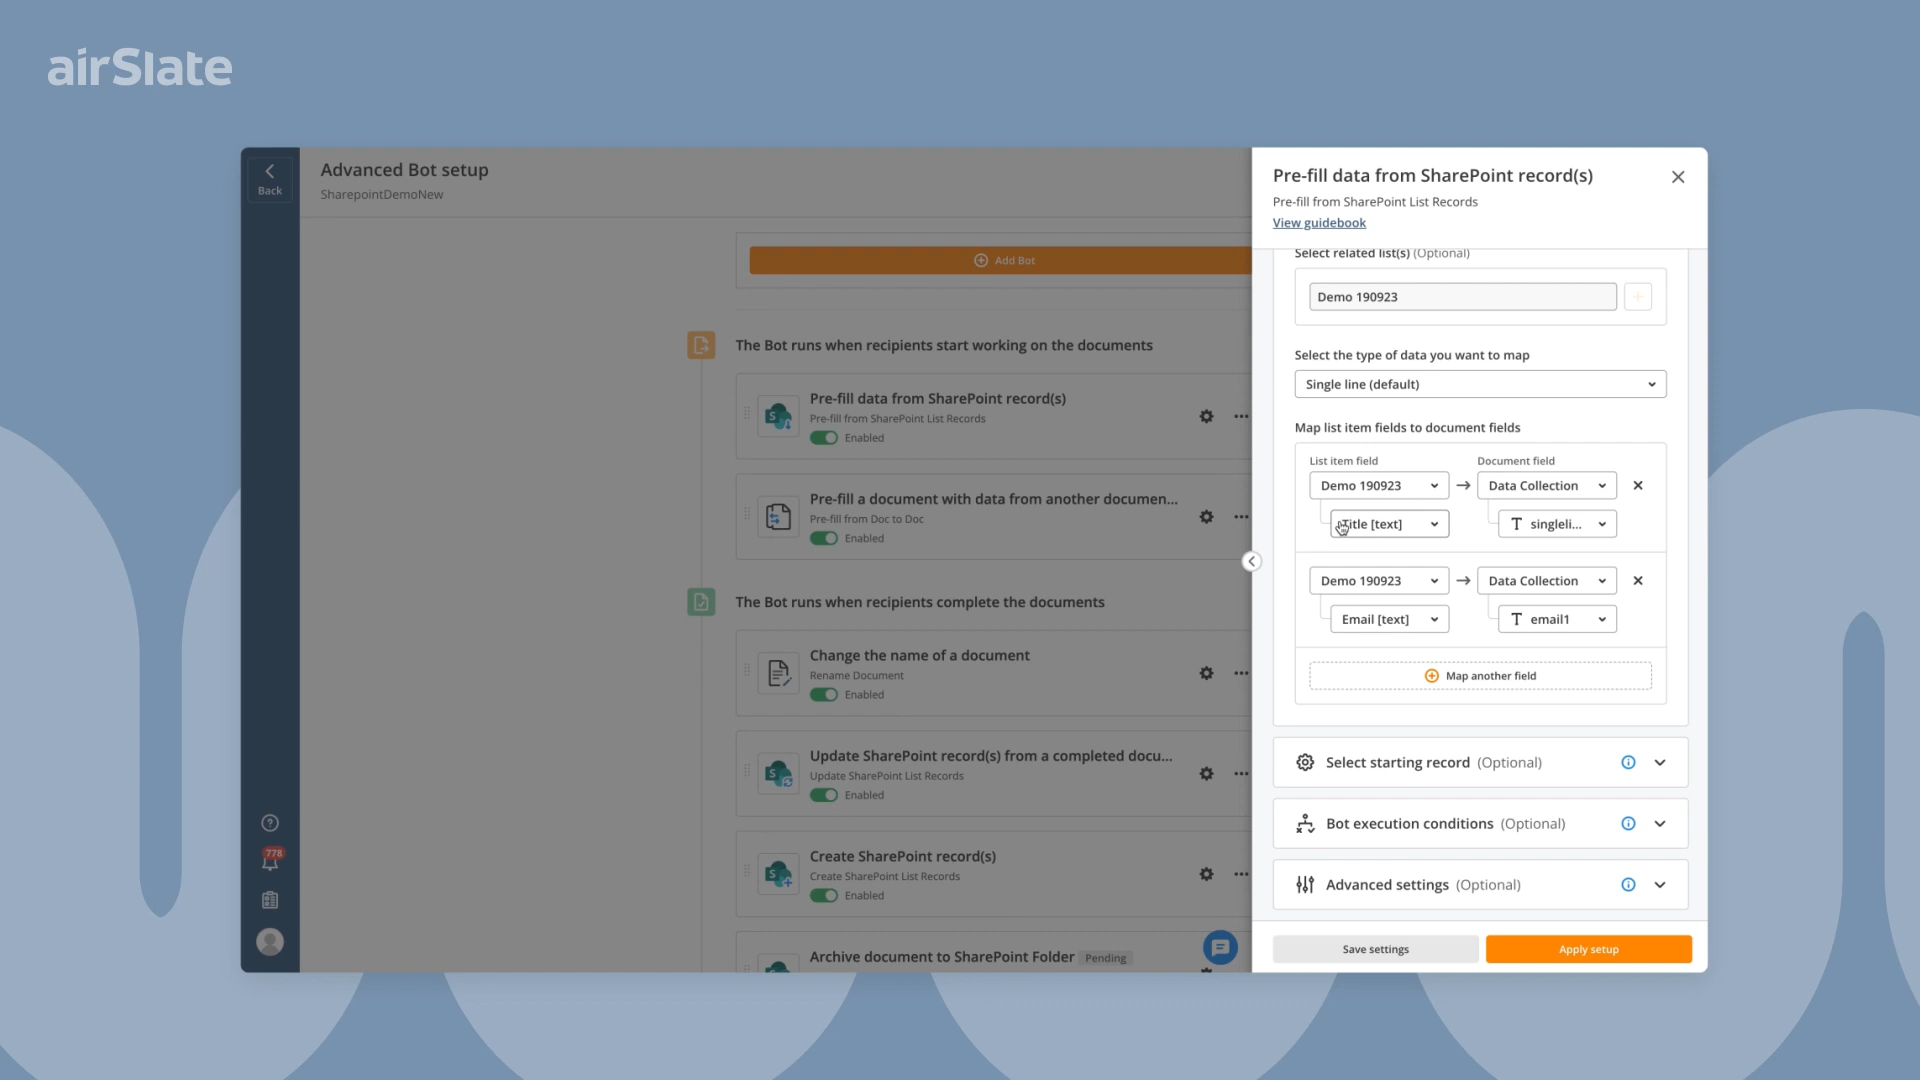 airSlate
Back
Advanced Bot setup
SharepointDemoNew
Add Bot
The Bot runs when recipients start working on the documents
Pre-fill data from SharePoint record(s)
Pre-fill from SharePoint List Records
Enabled
Pre-fill a document with data from another documen...
Pre-fill from Doc to Doc
Enabled
The Bot runs when recipients complete the documents
Change the name of a document
Rename Document
Enabled
Update SharePoint record(s) from a completed docu...
Update SharePoint List Records
Enabled
Create SharePoint record(s)
Create SharePoint List Records
Enabled
Archive document to SharePoint Folder Pending
778
Pre-fill data from SharePoint record(s)
Pre-fill from SharePoint List Records
View guidebook
Select related list(s) (Optional)
Demo 190923
Select the type of data you want to map
Single line (default)
Map list item fields to document fields
List item field Document field
Demo 190923 Data Collection
Title [text] singleli...
Demo 190923 Data Collection
Email [text] email1
Map another field
Select starting record (Optional)
Bot execution conditions (Optional)
Advanced settings (Optional)
Save settings Apply setup